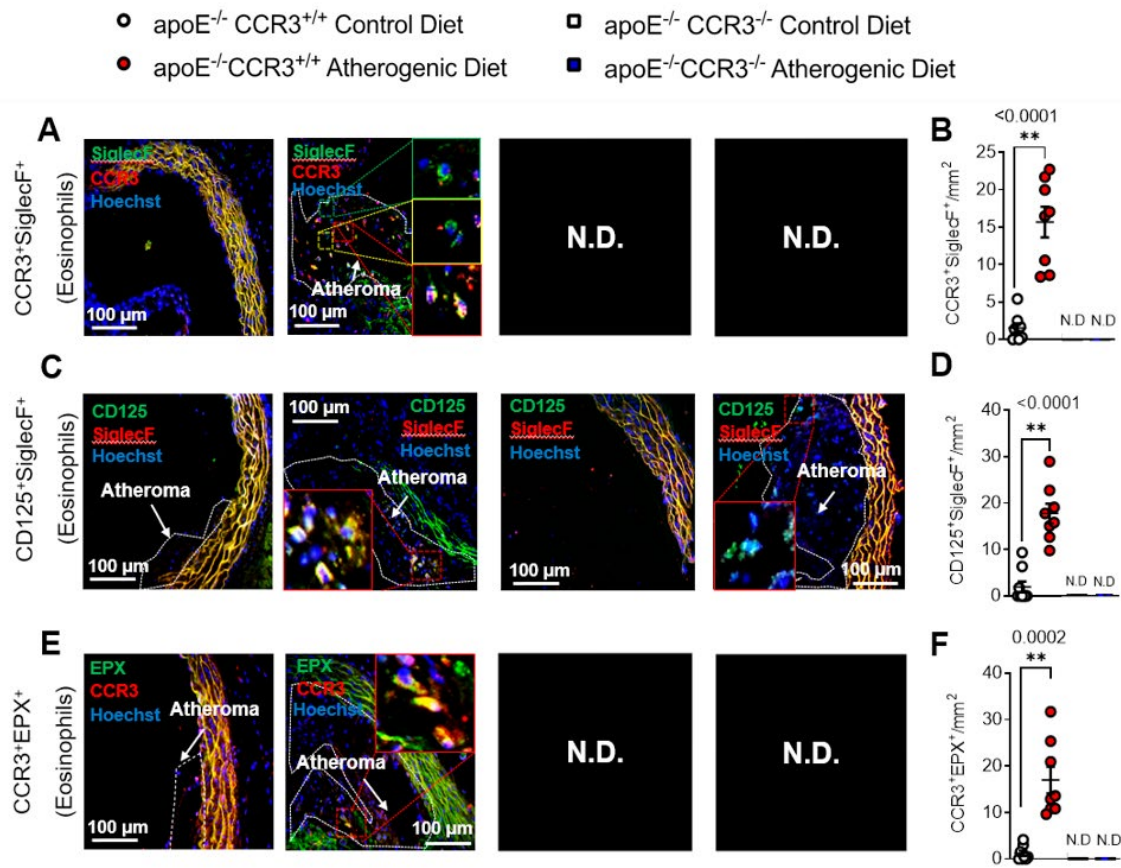 apoE-/- CCR3+/+ Control Diet
apoE-/- CCR3-/- Control Diet
apoE-/-CCR3+/+ Atherogenic Diet
apoE-/-CCR3-/- Atherogenic Diet
A
CCR3+SiglecF+
(Eosinophils)
SiglecF
CCR3
Hoechst
100 µm
SiglecF
CCR3
Hoechst
Atheroma
100 µm
N.D.
N.D.
B
<0.0001
**
CCR3+SiglecF+/mm2
25
20
15
10
5
0
N.D N.D
C
CD125+SiglecF+
(Eosinophils)
CD125
SiglecF
Hoechst
Atheroma
100 µm
100 µm
CD125
SiglecF
Hoechst
Atheroma
CD125
SiglecF
Hoechst
100 µm
CD125
SiglecF
Hoechst
Atheroma
100 µm
D
<0.0001
**
CD125+SiglecF+/mm2
40
30
20
10
0
N.D N.D
E
CCR3+EPX+
(Eosinophils)
EPX
CCR3
Hoechst
Atheroma
100 µm
EPX
CCR3
Hoechst
Atheroma
100 µm
N.D.
N.D.
F
0.0002
**
CCR3+EPX+/mm2
40
30
20
10
0
N.D N.D